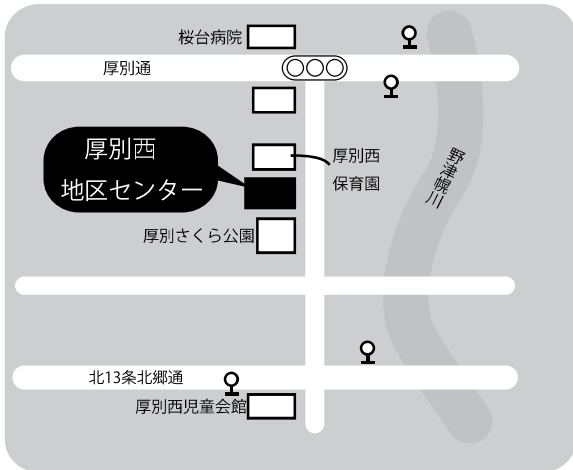 桜台病院
厚別通
厚別西
地区センター
厚別西
保育園
野津幌川
厚別さくら公園
北13条北郷通
厚別西児童会館